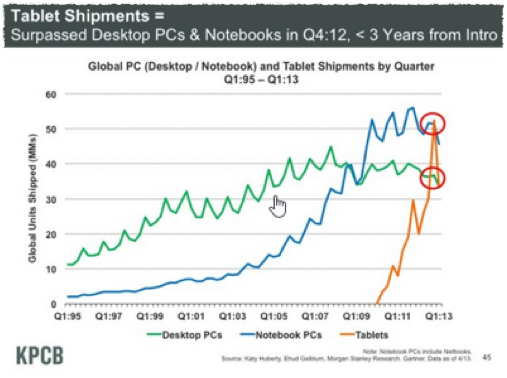 Tablet Shipments =
Surpassed Desktop PCs & Notebooks in Q4:12, < 3 Years from Intro
Global PC (Desktop / Notebook) and Tablet Shipments by Quarter
Q1:95 – Q1:13
Global Units Shipped (MMs)
60
50
40
30
20
10
0
Q1:95 Q1:97 Q1:99 Q1:01 Q1:03 Q1:05 Q1:07 Q1:09 Q1:11 Q1:13
Desktop PCs Notebook PCs Tablets
KPCB
Note: Notebook PCs include Netbooks.
Source: Katy Huberty, Ehud Gelblum, Morgan Stanley Research. Gartner. Data as of 4/13.
45